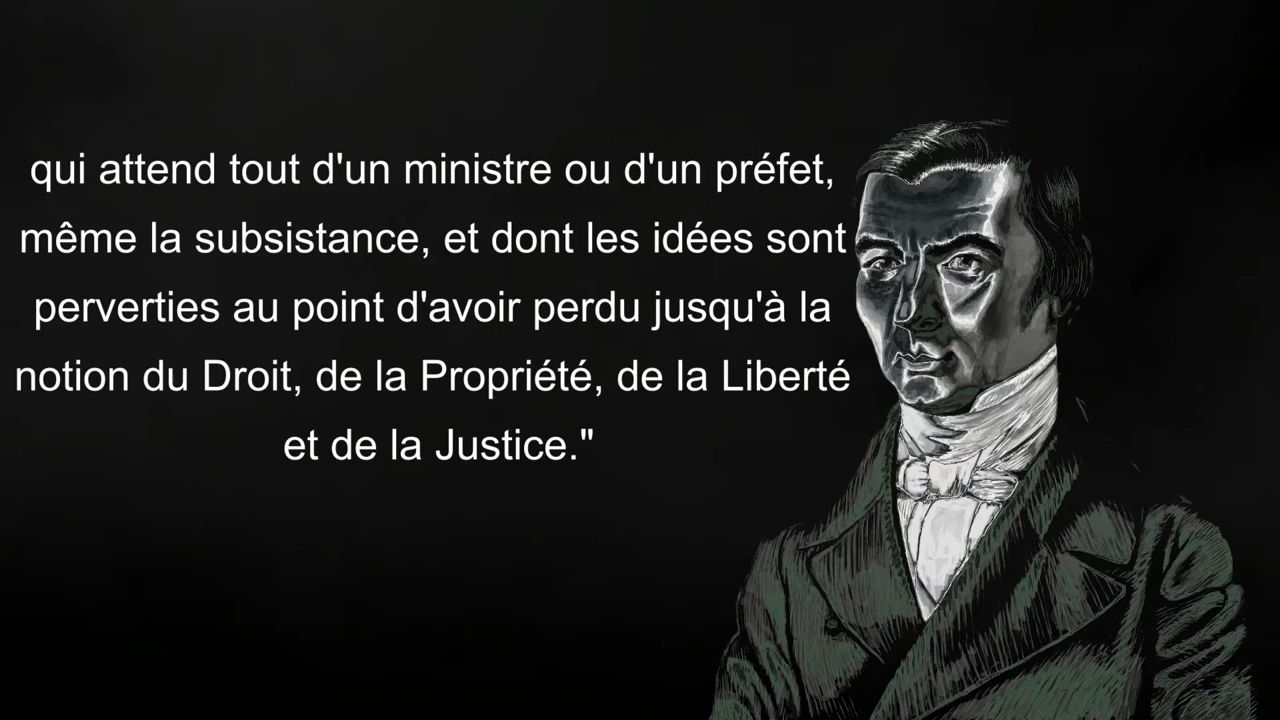 qui attend tout d'un ministre ou d'un préfet,
même la subsistance, et dont les idées sont
perverties au point d'avoir perdu jusqu'à la
notion du Droit, de la Propriété, de la Liberté
et de la Justice."